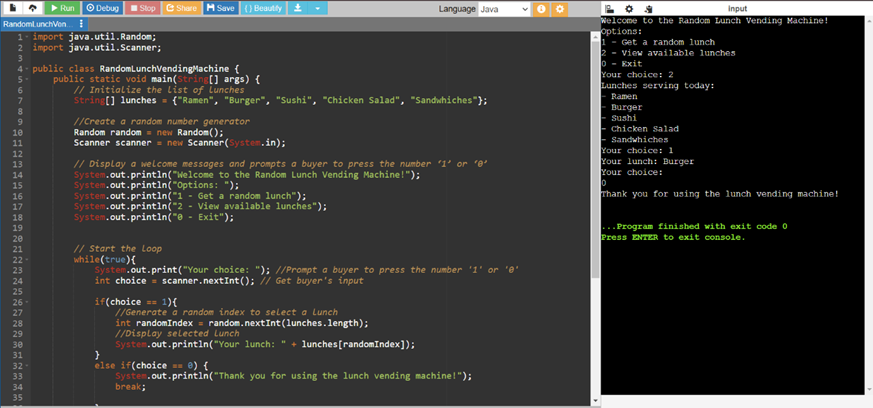 Run Debug Stop Share Save { } Beautify Language Java
RandomLunchVen...
1 import java.util.Random;
2 import java.util.Scanner;
3
4 public class RandomLunchVendingMachine {
5 public static void main(String[] args) {
6 // Initialize the list of lunches
7 String[] lunches = {"Ramen", "Burger", "Sushi", "Chicken Salad", "Sandwhiches"};
8
9 //Create a random number generator
10 Random random = new Random();
11 Scanner scanner = new Scanner(System.in);
12
13 // Display a welcome messages and prompts a buyer to press the number ‘1’ or ‘0’
14 System.out.println("Welcome to the Random Lunch Vending Machine!");
15 System.out.println("Options: ");
16 System.out.println("1 - Get a random lunch");
17 System.out.println("2 - View available lunches");
18 System.out.println("0 - Exit");
19
20
21 // Start the Loop
22 while(true){
23 System.out.print("Your choice: "); //Prompt a buyer to press the number '1' or '0'
24 int choice = scanner.nextInt(); // Get buyer's input
25
26 if(choice == 1){
27 //Generate a random index to select a lunch
28 int randomIndex = random.nextInt(lunches.length);
29 //Display selected lunch
30 System.out.println("Your lunch: " + lunches[randomIndex]);
31 }
32 else if(choice == 0) {
33 System.out.println("Thank you for using the lunch vending machine!");
34 break;
35
input
Welcome to the Random Lunch Vending Machine!
Options:
1 - Get a random lunch
2 - View available lunches
0 - Exit
Your choice: 2
Lunches serving today:
- Ramen
- Burger
- Sushi
- Chicken Salad
- Sandwhiches
Your choice: 1
Your lunch: Burger
Your choice:
0
Thank you for using the lunch vending machine!
...Program finished with exit code 0
Press ENTER to exit console.